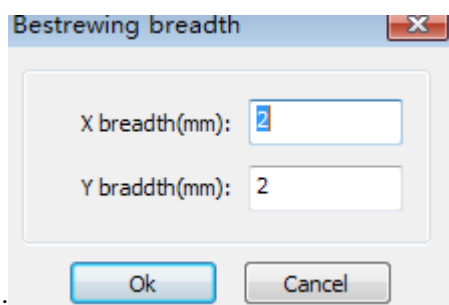 Bestrewing breadth
X breadth(mm): 2
Y braddth(mm): 2
Ok Cancel
.